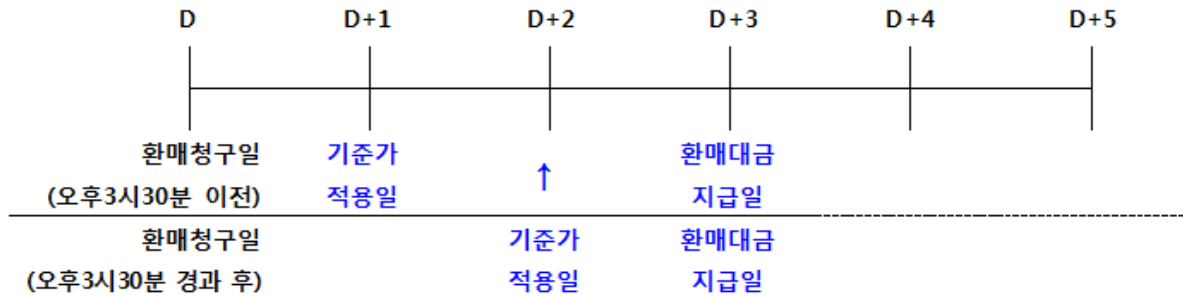 D D+1 D+2 D+3 D+4 D+5
환매청구일 기준가 환매대금
(오후3시30분 이전) 적용일 ↑ 지급일
환매청구일 기준가 환매대금
(오후3시30분 경과 후) 적용일 지급일